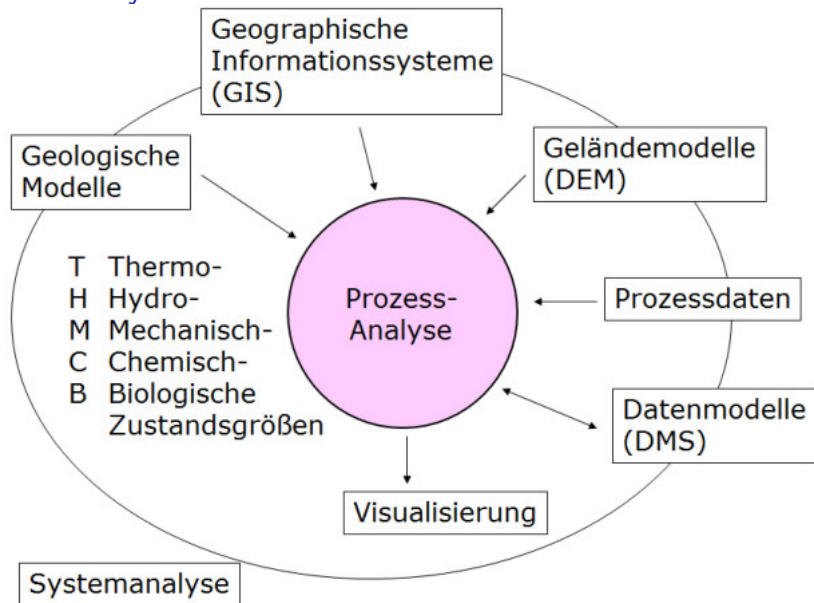 Geographische
Informationssysteme
(GIS)
Geologische
Modelle
Geländemodelle
(DEM)
T Thermo-
H Hydro-
M Mechanisch-
C Chemisch-
B Biologische
Zustandsgrößen
Prozess-
Analyse
Prozessdaten
Datenmodelle
(DMS)
Visualisierung
Systemanalyse